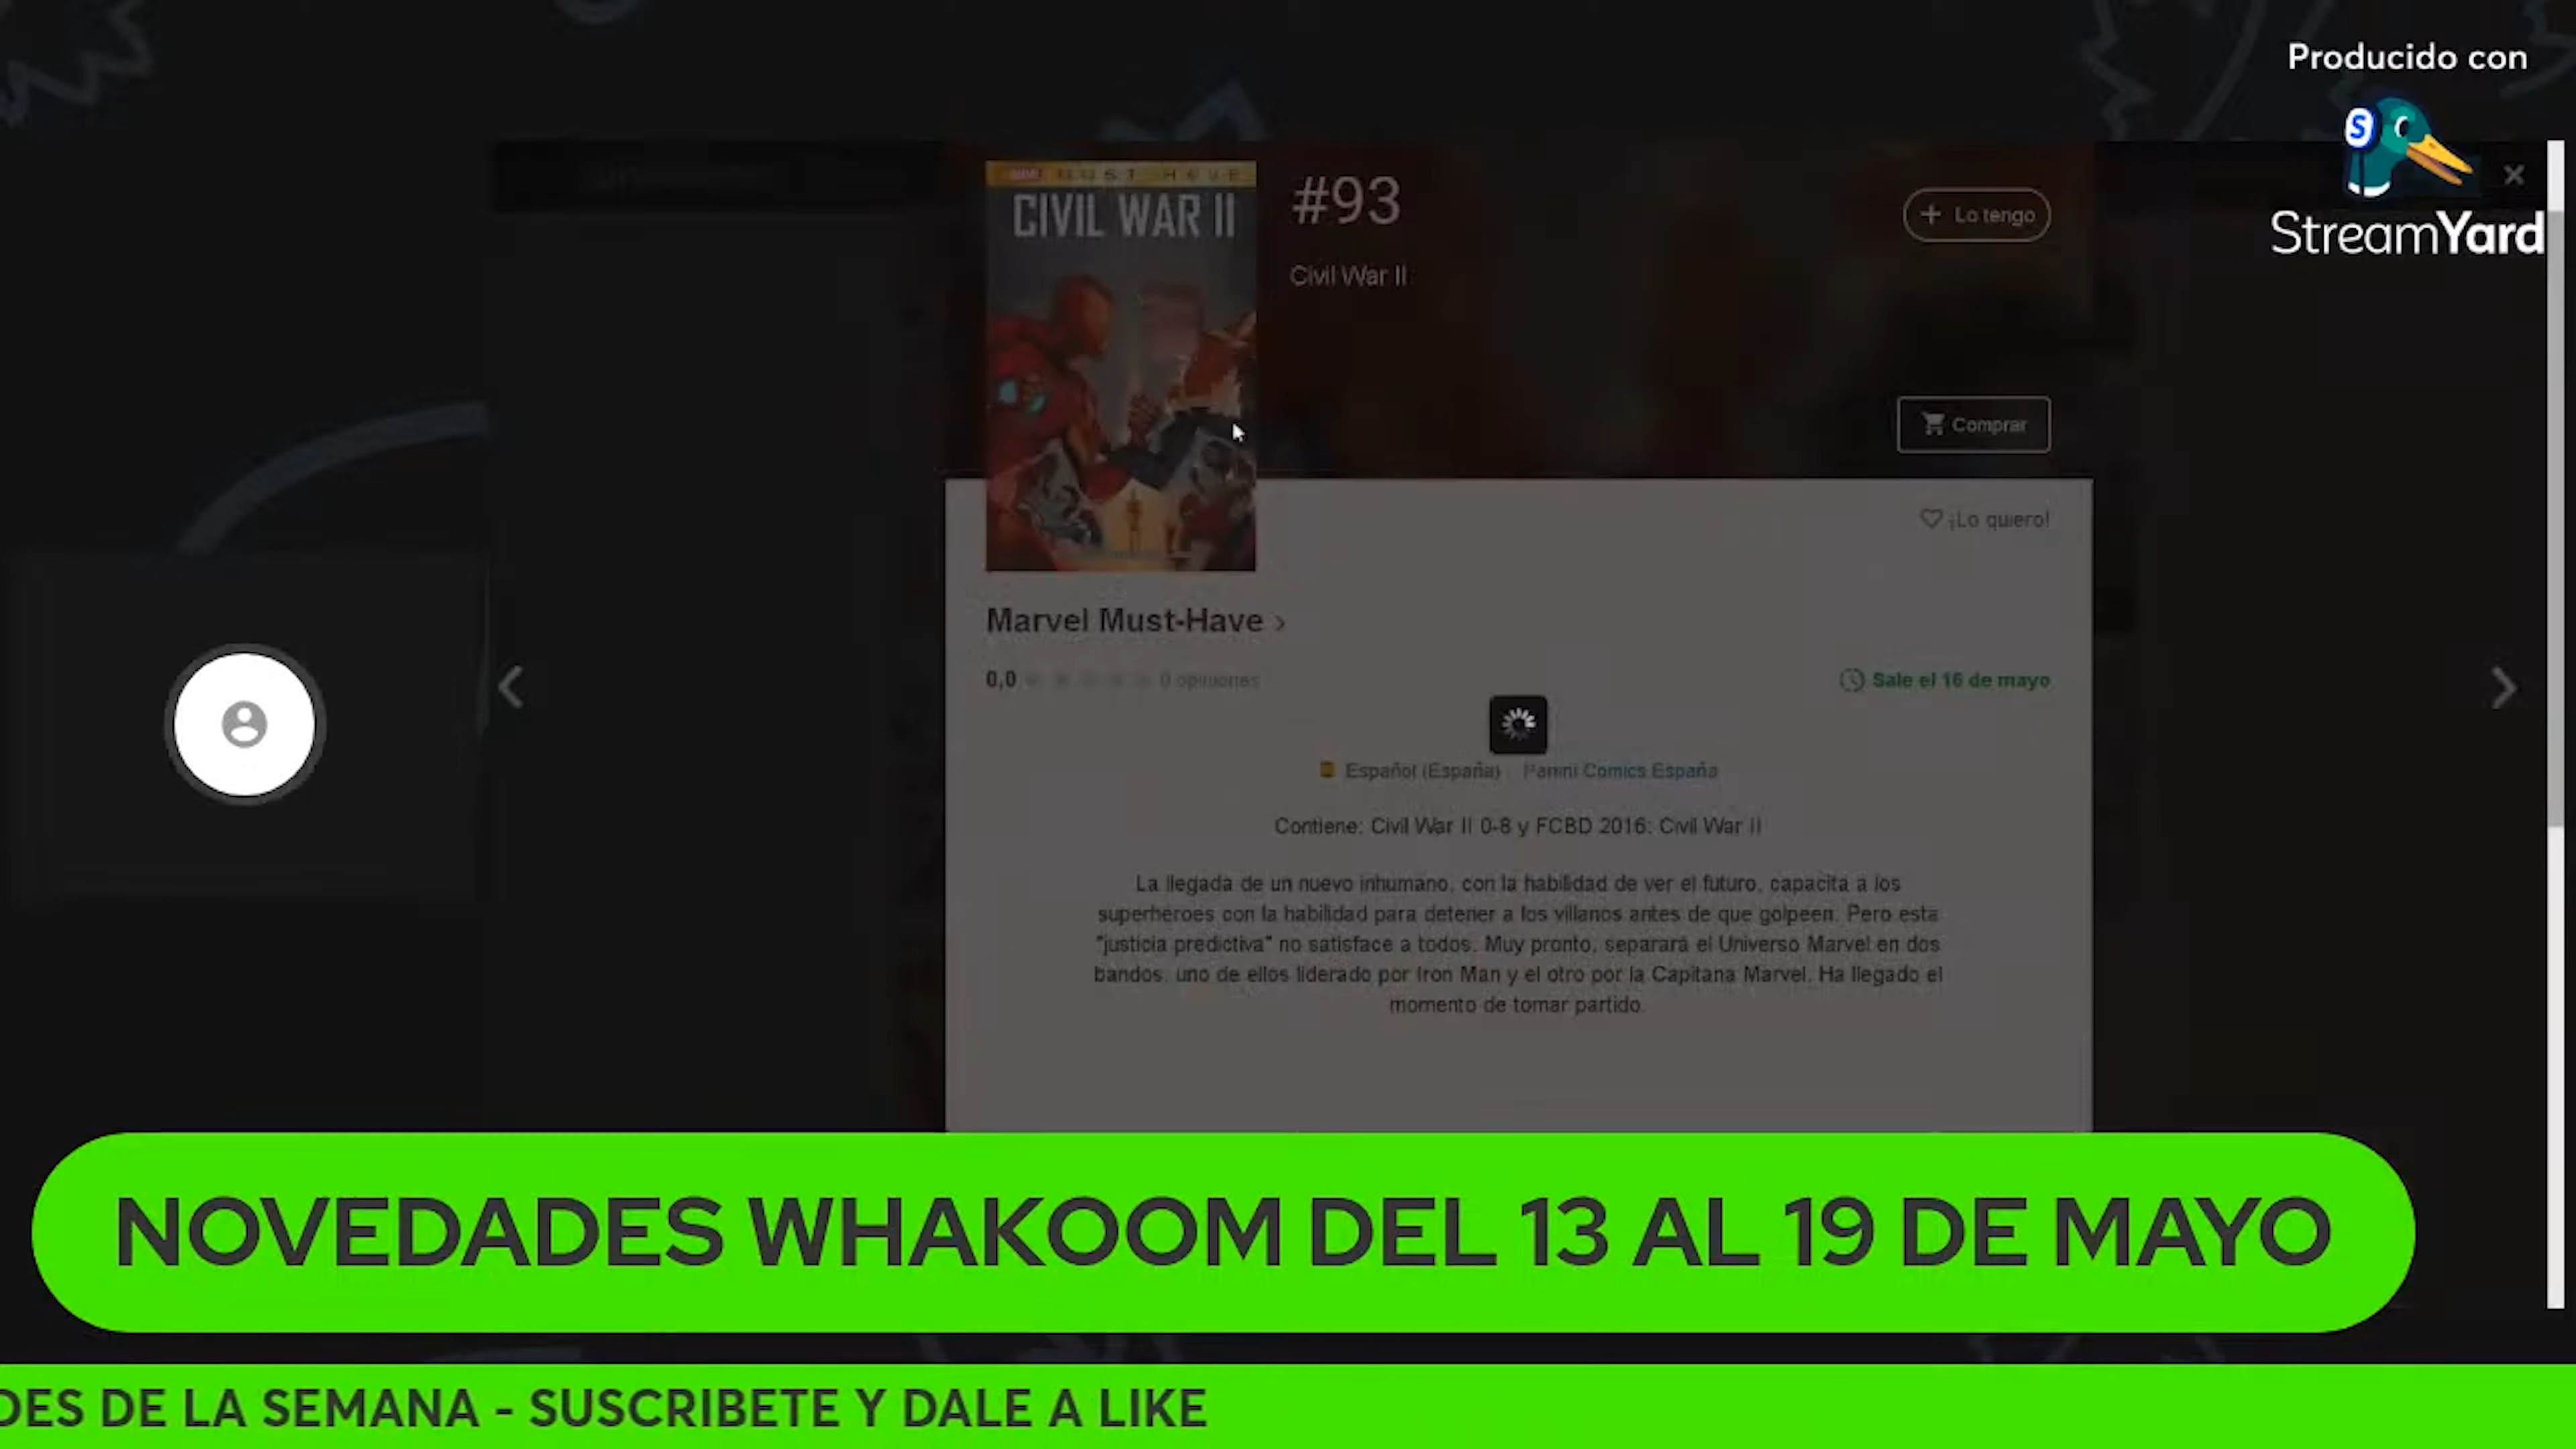 Producido con
S
StreamYard
MUST HAVE
CIVIL WAR II
#93
Civil War II
+ Lo tengo
Comprar
¡Lo quiero!
Marvel Must-Have >
0,0
0 opiniones
Sale el 16 de mayo
Español (España)
Panini Comics España
Contiene: Civil War II 0-8 y FCBD 2016: Civil War II
La llegada de un nuevo inhumano, con la habilidad de ver el futuro, capacita a los
superhéroes con la habilidad para detener a los villanos antes de que golpeen. Pero esta
"justicia predictiva" no satisface a todos. Muy pronto, separará el Universo Marvel en dos
bandos, uno de ellos liderado por Iron Man y el otro por la Capitana Marvel. Ha llegado el
momento de tomar partido.
NOVEDADES WHAKOOM DEL 13 AL 19 DE MAYO
DES DE LA SEMANA - SUSCRIBETE Y DALE A LIKE